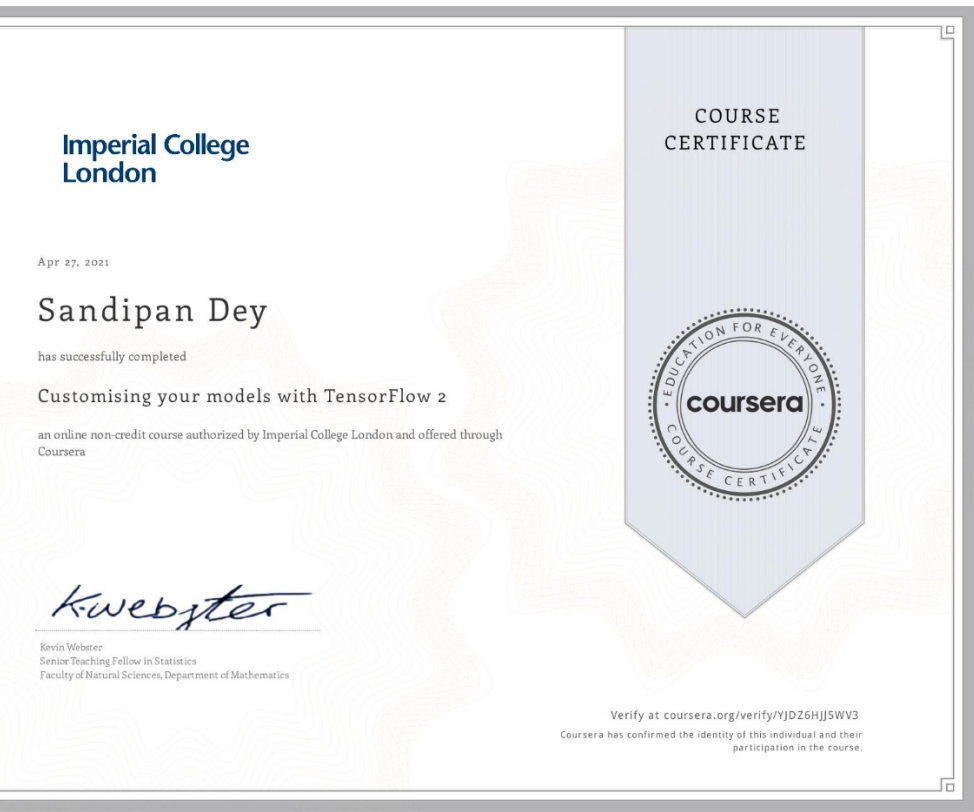 Imperial College
London
COURSE
CERTIFICATE
Apr 27, 2021
Sandipan Dey
has successfully completed
Customising your models with TensorFlow 2
an online non-credit course authorized by Imperial College London and offered through
Coursera
EDUCATION FOR EVERYONE
coursera
COURSE CERTIFICATE
K.Webster
Kevin Webster
Senior Teaching Fellow in Statistics
Faculty of Natural Sciences, Department of Mathematics
Verify at coursera.org/verify/YJDZ6HJJ5WV3
Coursera has confirmed the identity of this individual and their
participation in the course.